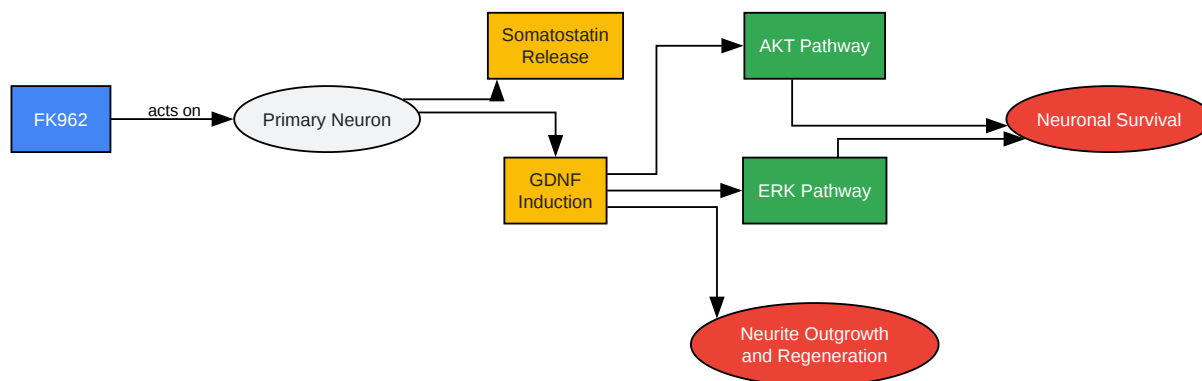 FK962
acts on
Primary Neuron
Somatostatin
Release
GDNF
Induction
AKT Pathway
ERK Pathway
Neuronal Survival
Neurite Outgrowth
and Regeneration